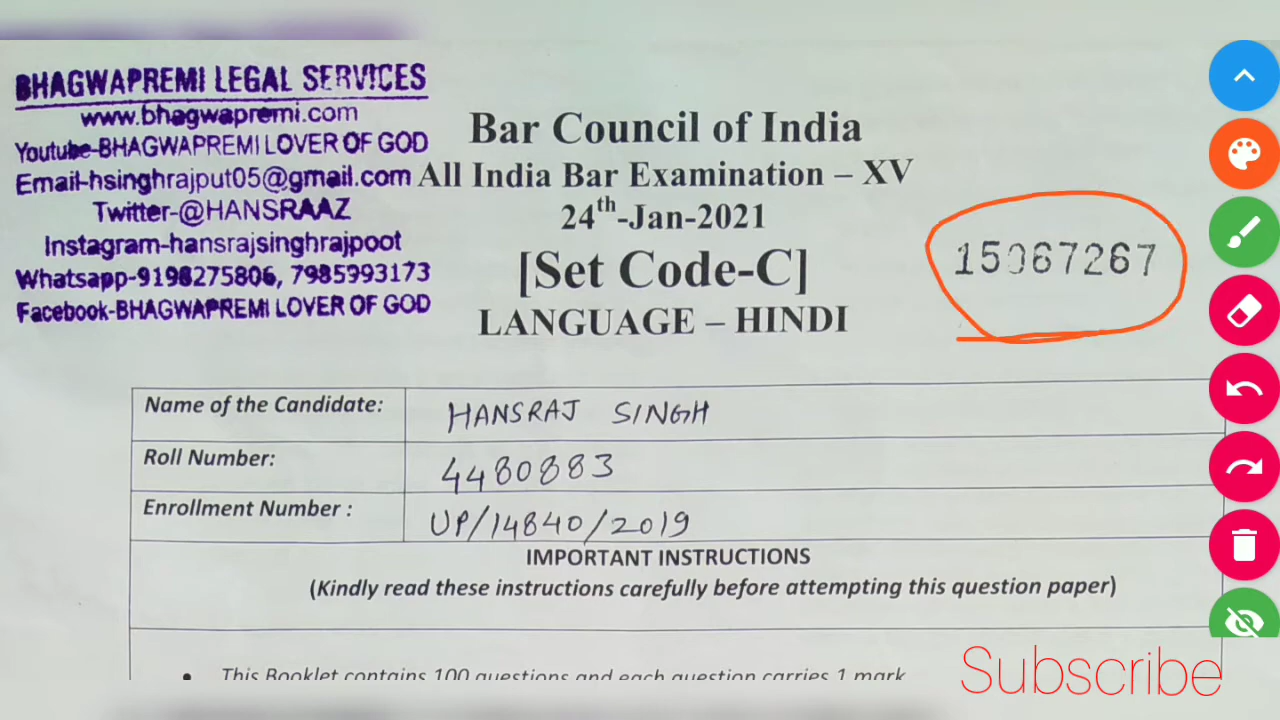 BHAGWAPREMI LEGAL SERVICES
www.bhagwapremi.com
Youtube-BHAGWAPREMI LOVER OF GOD
Email-hsinghrajput05@gmail.com
Twitter-@HANSRAAZ
Instagram-hansrajsinghrajpoot
Whatsapp-9198275806, 7985993173
Facebook-BHAGWAPREMI LOVER OF GOD
Bar Council of India
All India Bar Examination – XV
24th-Jan-2021
[Set Code-C]
LANGUAGE – HINDI
15067267
Name of the Candidate: HANSRAJ SINGH
Roll Number: 4480883
Enrollment Number : UP/14840/2019
IMPORTANT INSTRUCTIONS
(Kindly read these instructions carefully before attempting this question paper)
• This Booklet contains 100 questions and each question carries 1 mark
Subscribe